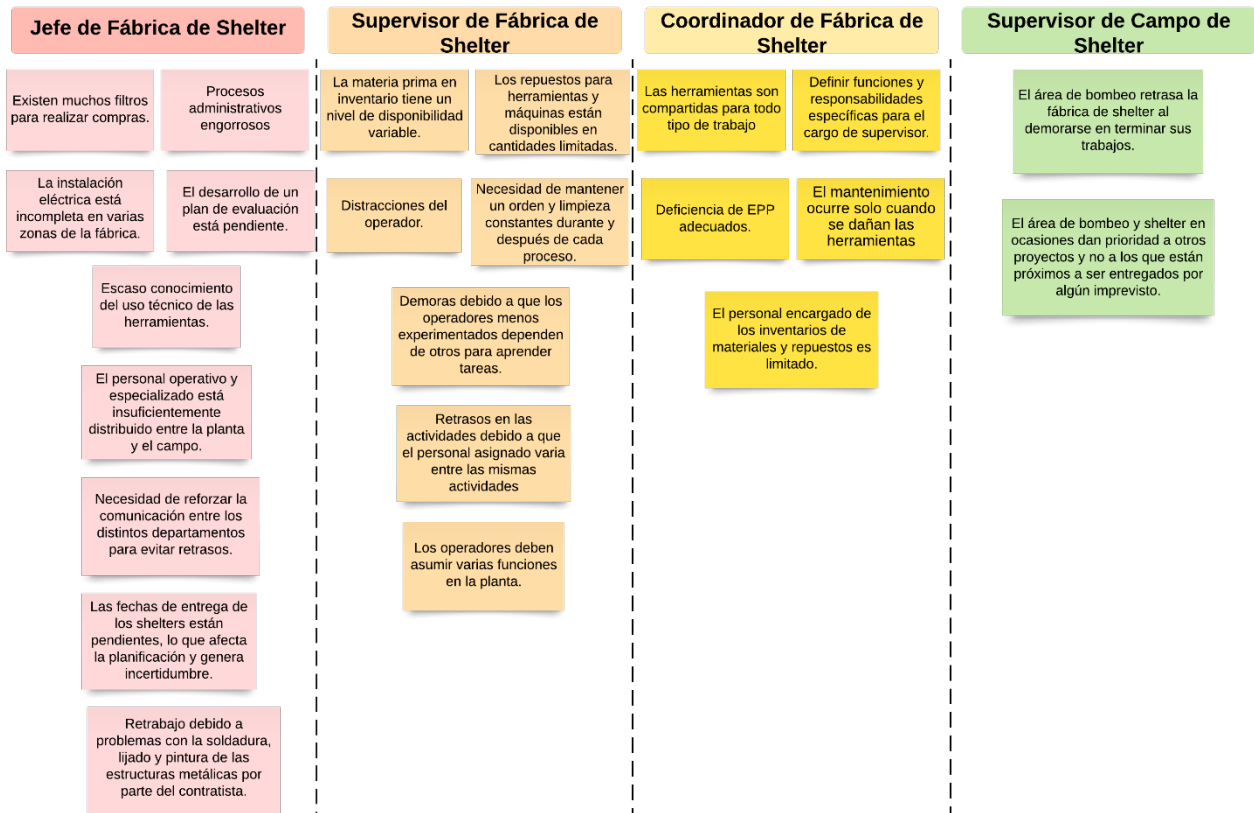 Jefe de Fábrica de Shelter
Existen muchos filtros
para realizar compras.
Procesos
administrativos
engorrosos
La instalación
eléctrica está
incompleta en varias
zonas de la fábrica.
El desarrollo de un
plan de evaluación
está pendiente.
Escaso conocimiento
del uso técnico de las
herramientas.
El personal operativo y
especializado está
insuficientemente
distribuido entre la planta
y el campo.
Necesidad de reforzar la
comunicación entre los
distintos departamentos
para evitar retrasos.
Las fechas de entrega de
los shelters están
pendientes, lo que afecta
la planificación y genera
incertidumbre.
Retrabajo debido a
problemas con la soldadura,
lijado y pintura de las
estructuras metálicas por
parte del contratista.
Supervisor de Fábrica de
Shelter
La materia prima en
inventario tiene un
nivel de disponibilidad
variable.
Los repuestos para
herramientas y
máquinas están
disponibles en
cantidades limitadas.
Distracciones del
operador.
Necesidad de mantener
un orden y limpieza
constantes durante y
después de cada
proceso.
Demoras debido a que los
operadores menos
experimentados dependen
de otros para aprender
tareas.
Retrasos en las
actividades debido a que
el personal asignado varia
entre las mismas
actividades
Los operadores deben
asumir varias funciones
en la planta.
Coordinador de Fábrica de
Shelter
Las herramientas son
compartidas para todo
tipo de trabajo
Definir funciones y
responsabilidades
específicas para el
cargo de supervisor.
Deficiencia de EPP
adecuados.
El mantenimiento
ocurre solo cuando
se dañan las
herramientas
El personal encargado de
los inventarios de
materiales y repuestos es
limitado.
Supervisor de Campo de
Shelter
El área de bombeo retrasa la
fábrica de shelter al
demorarse en terminar sus
trabajos.
El área de bombeo y shelter en
ocasiones dan prioridad a otros
proyectos y no a los que están
próximos a ser entregados por
algún imprevisto.